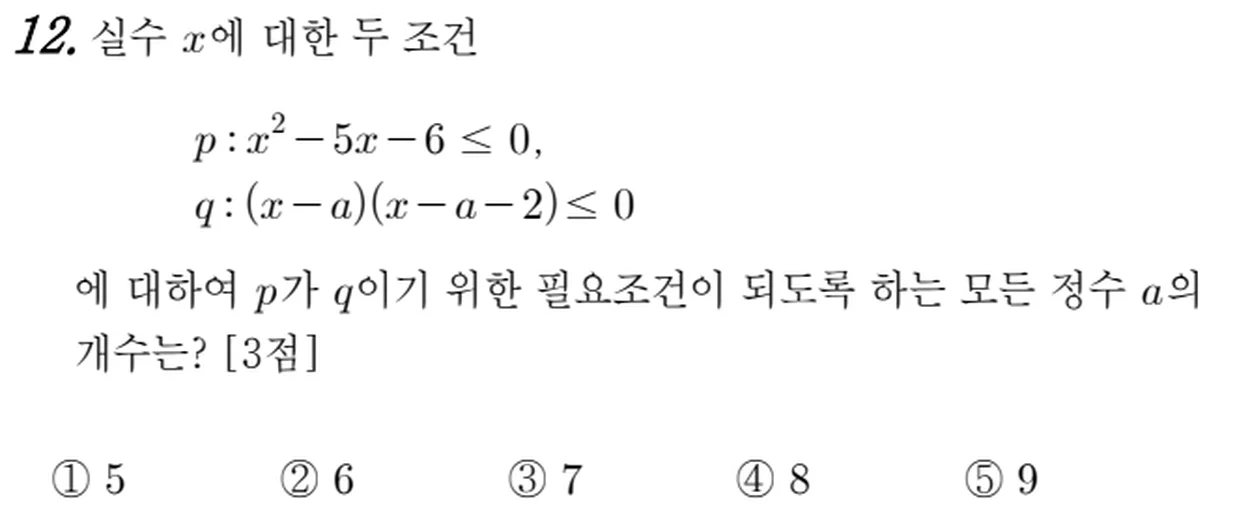 12. 실수 x에 대한 두 조건
p : x² − 5x − 6 ≤ 0,
q : (x − a)(x − a − 2) ≤ 0
에 대하여 p가 q이기 위한 필요조건이 되도록 하는 모든 정수 a의
개수는? [3점]
① 5 ② 6 ③ 7 ④ 8 ⑤ 9